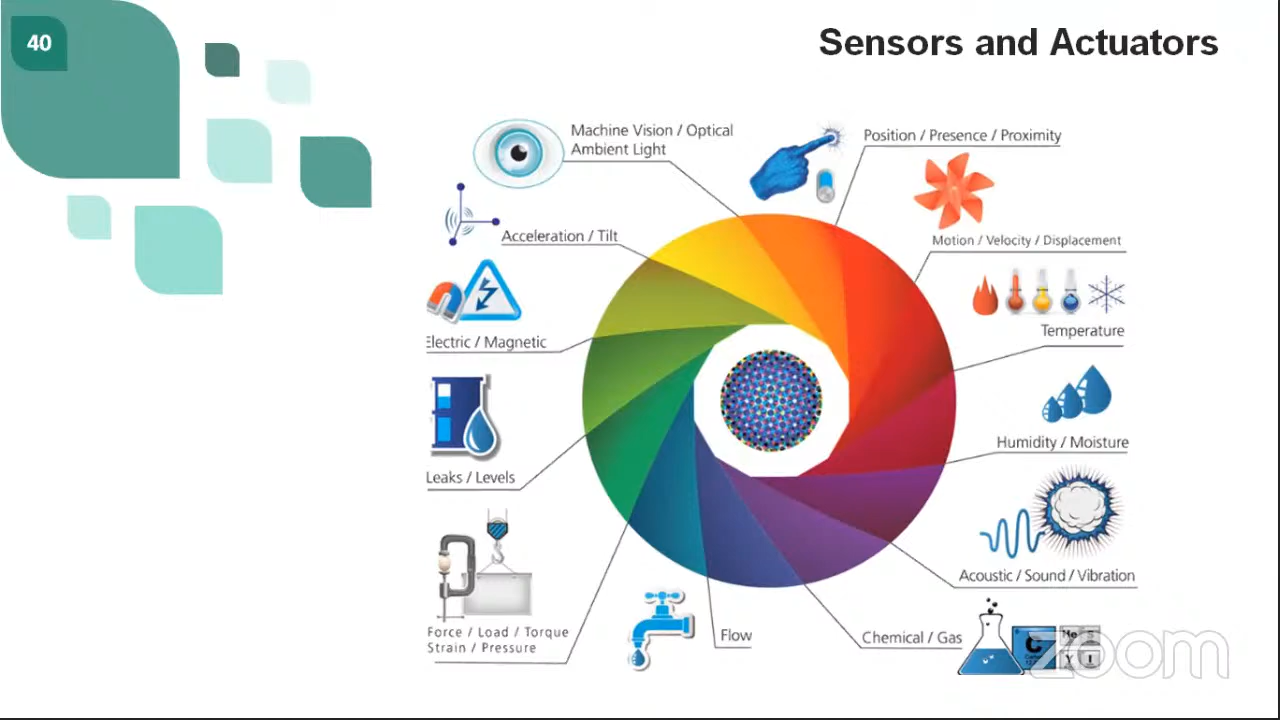 40
Sensors and Actuators
Machine Vision / Optical
Ambient Light
Position / Presence / Proximity
Acceleration / Tilt
Motion / Velocity / Displacement
Electric / Magnetic
Temperature
Humidity / Moisture
Leaks / Levels
Acoustic / Sound / Vibration
Force / Load / Torque
Strain / Pressure
Flow
Chemical / Gas
C
zoom